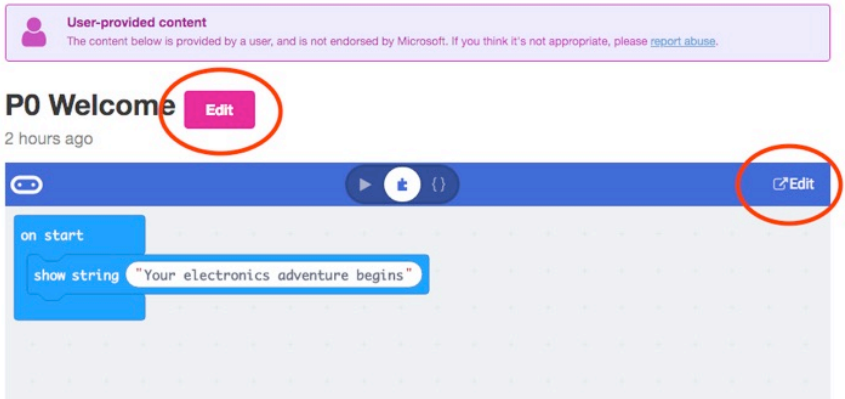 User-provided content
The content below is provided by a user, and is not endorsed by Microsoft. If you think it's not appropriate, please report abuse.
P0 Welcome Edit
2 hours ago
{} Edit
on start
show string "Your electronics adventure begins"